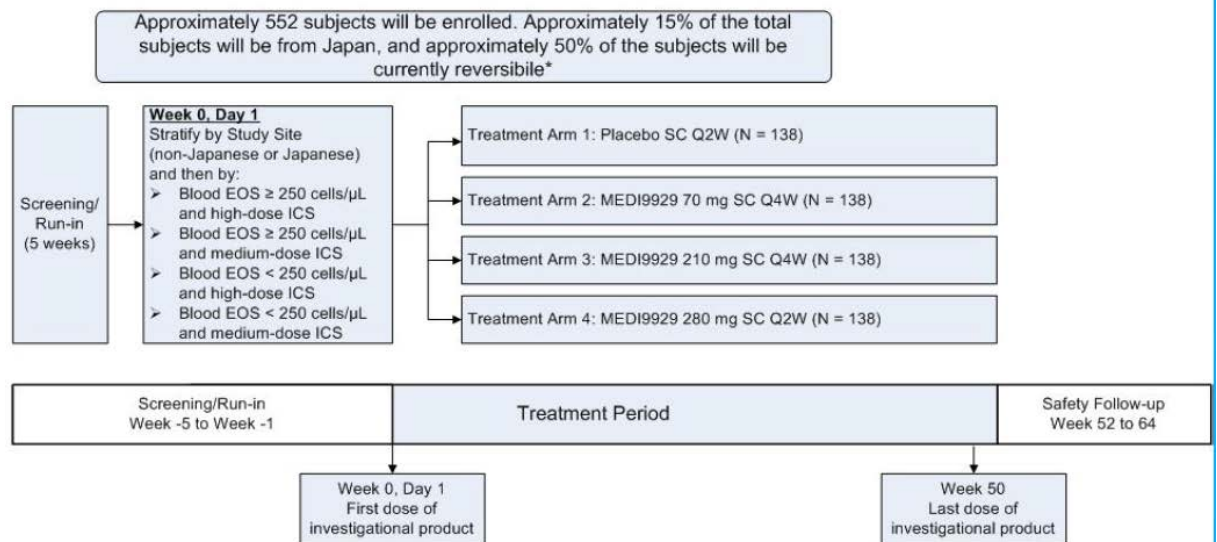 Approximately 552 subjects will be enrolled. Approximately 15% of the total
subjects will be from Japan, and approximately 50% of the subjects will be
currently reversibile*
Screening/
Run-in
(5 weeks)
Week 0, Day 1
Stratify by Study Site
(non-Japanese or Japanese)
and then by:
➢ Blood EOS ≥ 250 cells/µL
and high-dose ICS
➢ Blood EOS ≥ 250 cells/µL
and medium-dose ICS
➢ Blood EOS < 250 cells/µL
and high-dose ICS
➢ Blood EOS < 250 cells/µL
and medium-dose ICS
Treatment Arm 1: Placebo SC Q2W (N = 138)
Treatment Arm 2: MEDI9929 70 mg SC Q4W (N = 138)
Treatment Arm 3: MEDI9929 210 mg SC Q4W (N = 138)
Treatment Arm 4: MEDI9929 280 mg SC Q2W (N = 138)
Screening/Run-in
Week -5 to Week -1
Treatment Period
Safety Follow-up
Week 52 to 64
Week 0, Day 1
First dose of
investigational product
Week 50
Last dose of
investigational product